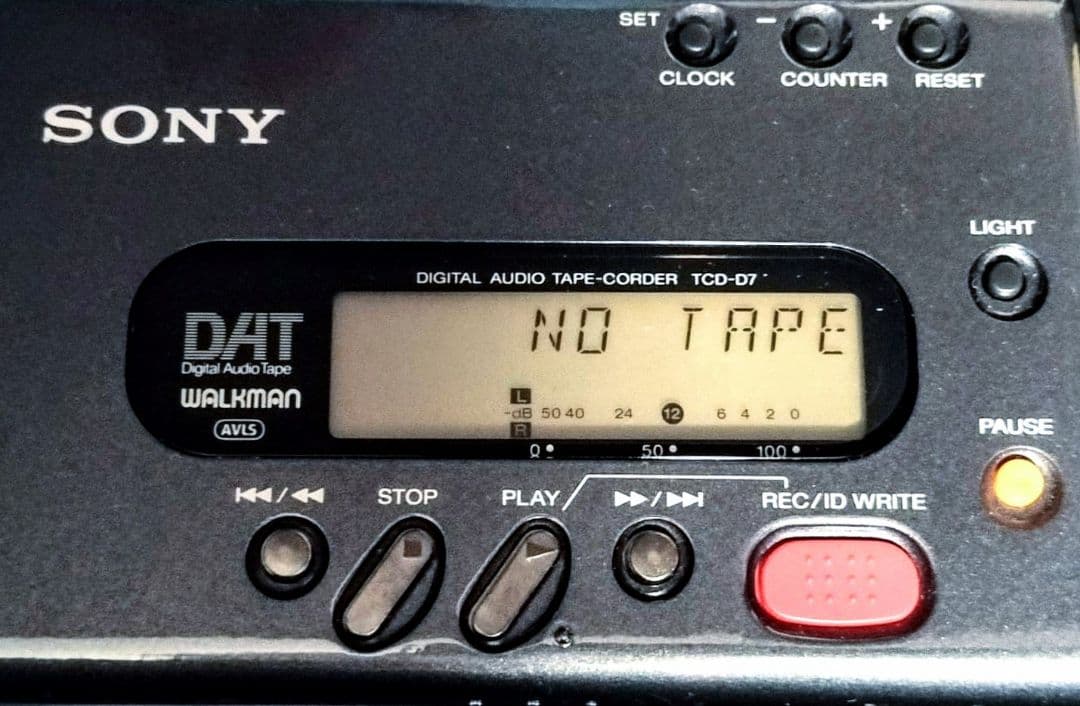 SET - +
CLOCK COUNTER RESET
SONY
LIGHT
DIGITAL AUDIO TAPE-CORDER TCD-D7
NO TAPE
DAT
Digital Audio Tape
WALKMAN
AVLS
L
-dB 50 40 24 12 6 4 2 0
R
0 50 100
PAUSE
STOP PLAY REC/ID WRITE